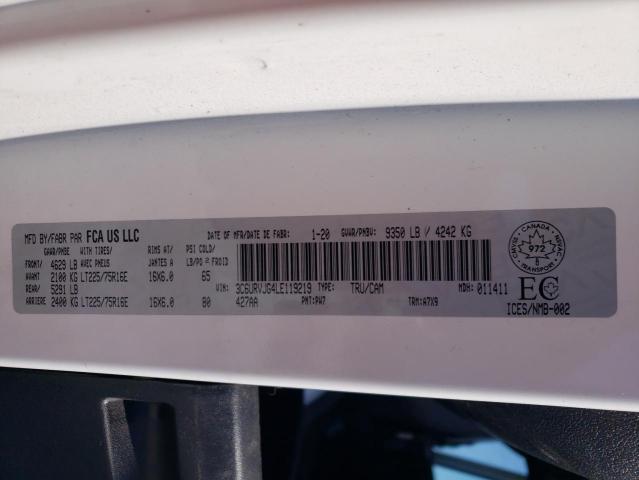 MFD BY/FABR PAR FCA US LLC DATE OF MFR/DATE DE FABR: 1-20 GVWR/PNBV: 9350 LB / 4242 KG
GAWR/PNBE WITH TIRES/ RIMS AT/ PSI COLD/
FRONT/ 4629 LB AVEC PNEUS JANTES A LB/PO² FROID
AVANT 2100 KG LT225/75R16E 16X6.0 65
REAR/ 5291 LB
ARRIERE 2400 KG LT225/75R16E 16X6.0 80
VIN: 3C6URVJG4LE119219 TYPE: TRU/CAM MDH: 011411
427AA PNT: PW7 TRM: A7X9
CANADA
972
TRANSPORT
EC
ICES/NMB-002